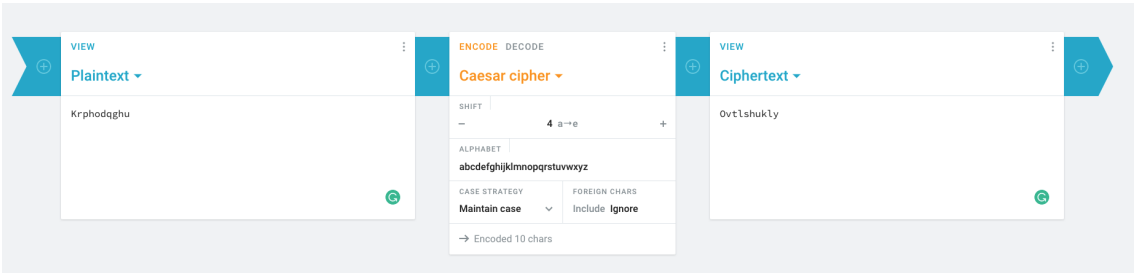 VIEW
Plaintext
Krphodqghu
ENCODE DECODE
Caesar cipher
SHIFT
− 4 a→e +
ALPHABET
abcdefghijklmnopqrstuvwxyz
CASE STRATEGY
Maintain case
FOREIGN CHARS
Include Ignore
→ Encoded 10 chars
VIEW
Ciphertext
Ovtlshukly